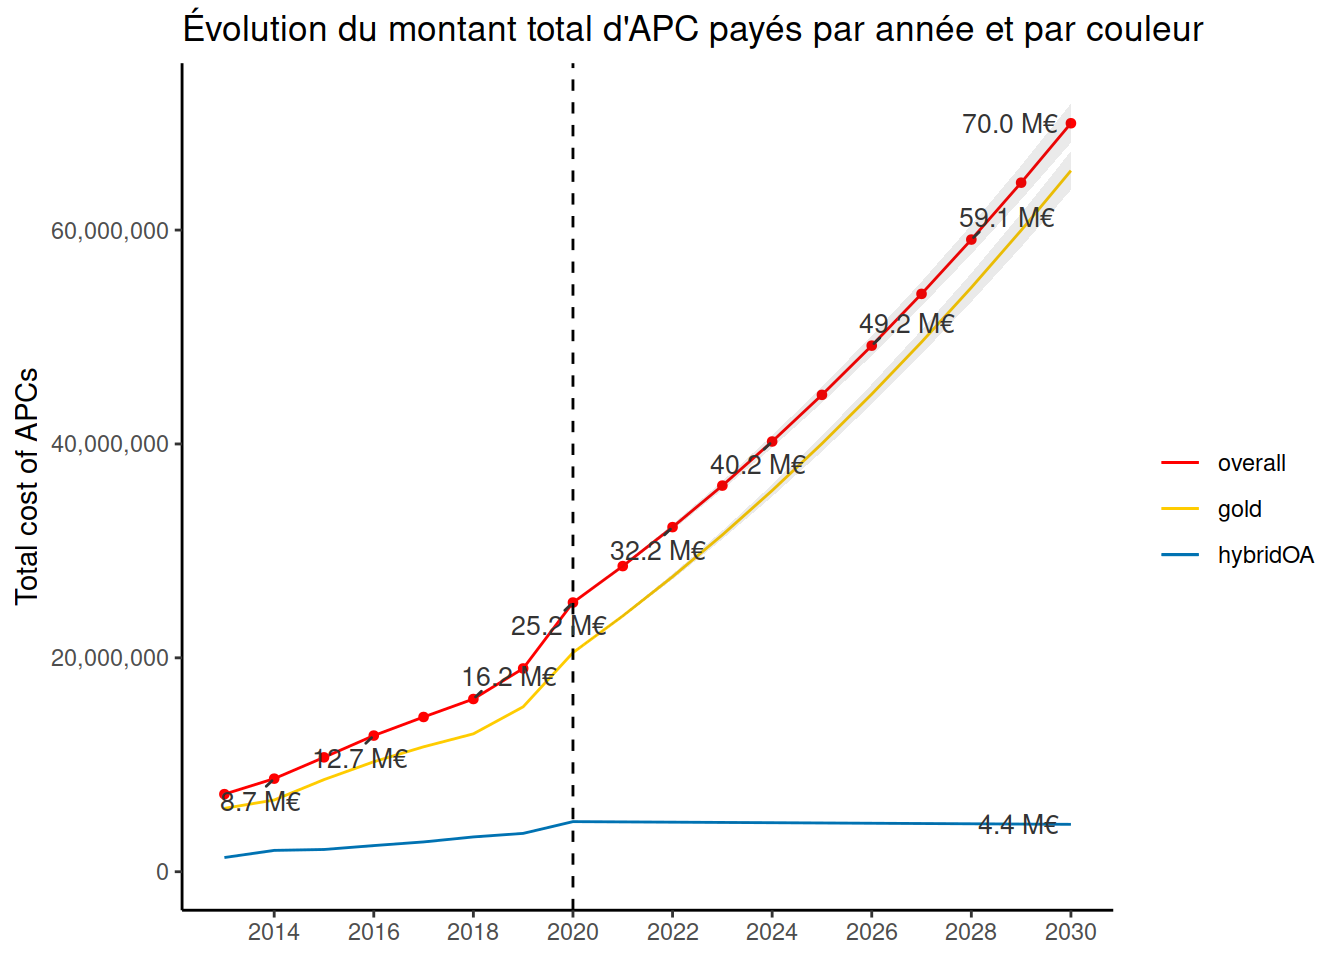 Évolution du montant total d'APC payés par année et par couleur
Total cost of APCs
60,000,000
40,000,000
20,000,000
0
70.0 M€
59.1 M€
49.2 M€
40.2 M€
32.2 M€
25.2 M€
16.2 M€
12.7 M€
8.7 M€
4.4 M€
overall
gold
hybridOA
2014 2016 2018 2020 2022 2024 2026 2028 2030